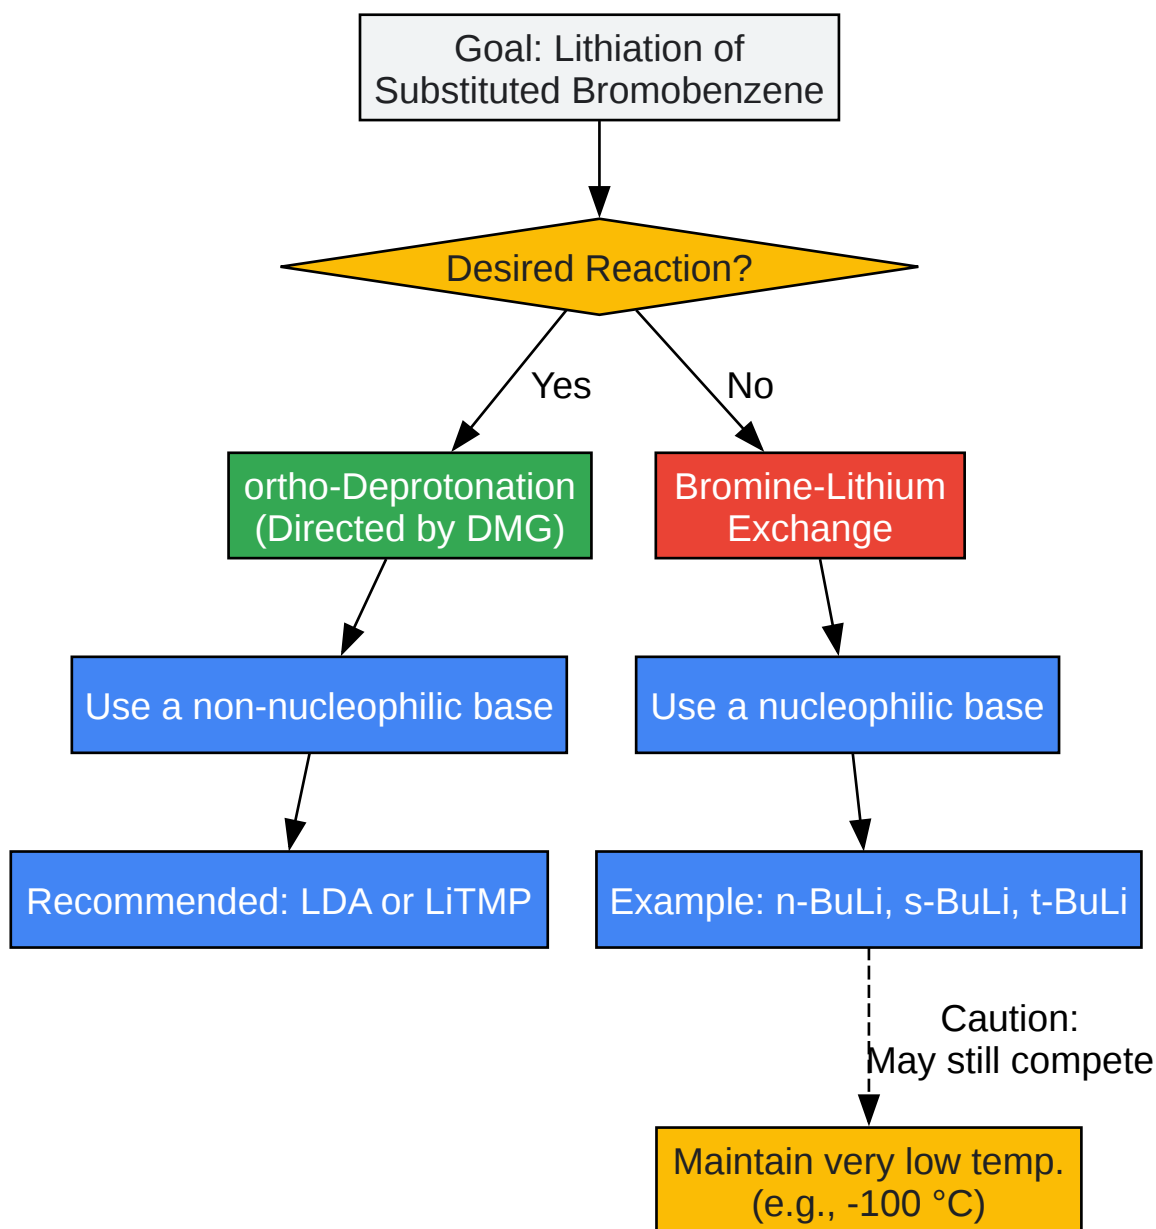 Goal: Lithiation of
Substituted Bromobenzene
Desired Reaction?
Yes
No
ortho-Deprotonation
(Directed by DMG)
Bromine-Lithium
Exchange
Use a non-nucleophilic base
Use a nucleophilic base
Recommended: LDA or LiTMP
Example: n-BuLi, s-BuLi, t-BuLi
Caution:
May still compete
Maintain very low temp.
(e.g., -100 °C)